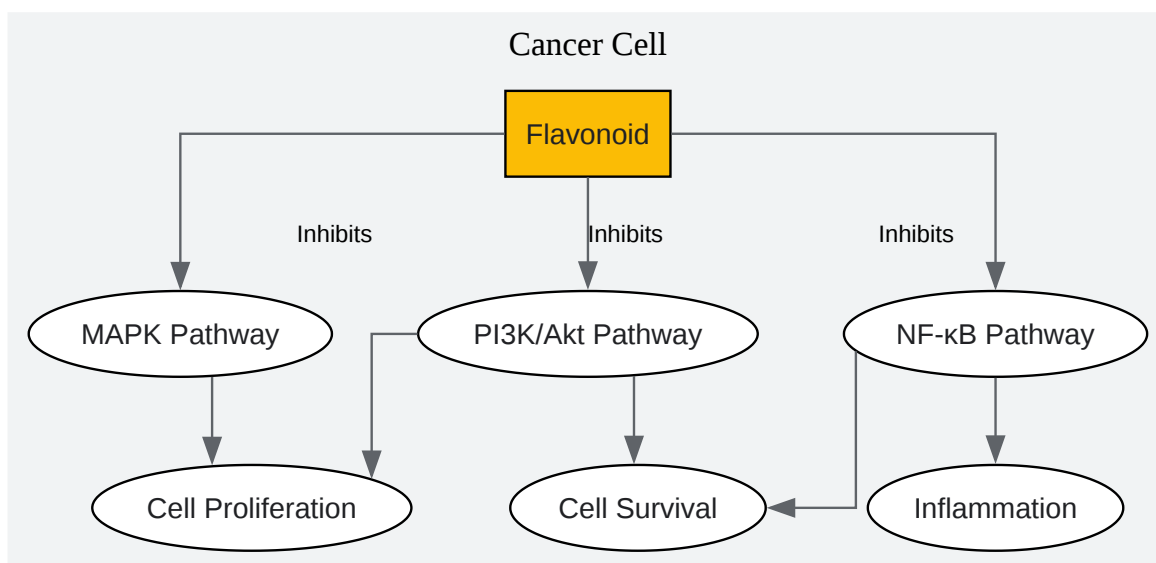 Cancer Cell
Flavonoid
Inhibits
Inhibits
Inhibits
MAPK Pathway
PI3K/Akt Pathway
NF-κB Pathway
Cell Proliferation
Cell Survival
Inflammation